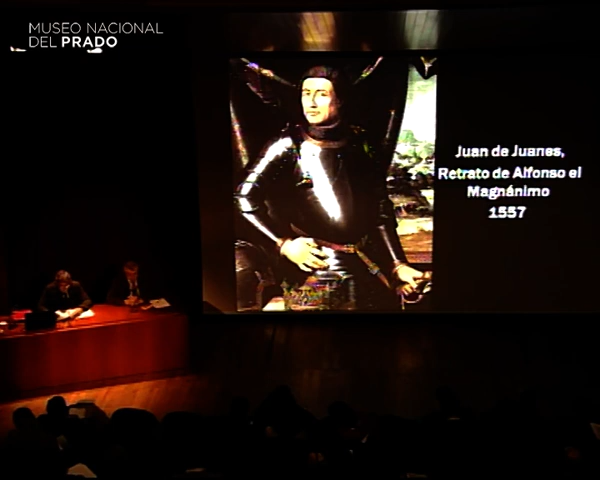 MUSEO NACIONAL
DEL PRADO
Juan de Juanes,
Retrato de Alfonso el
Magnánimo
1557